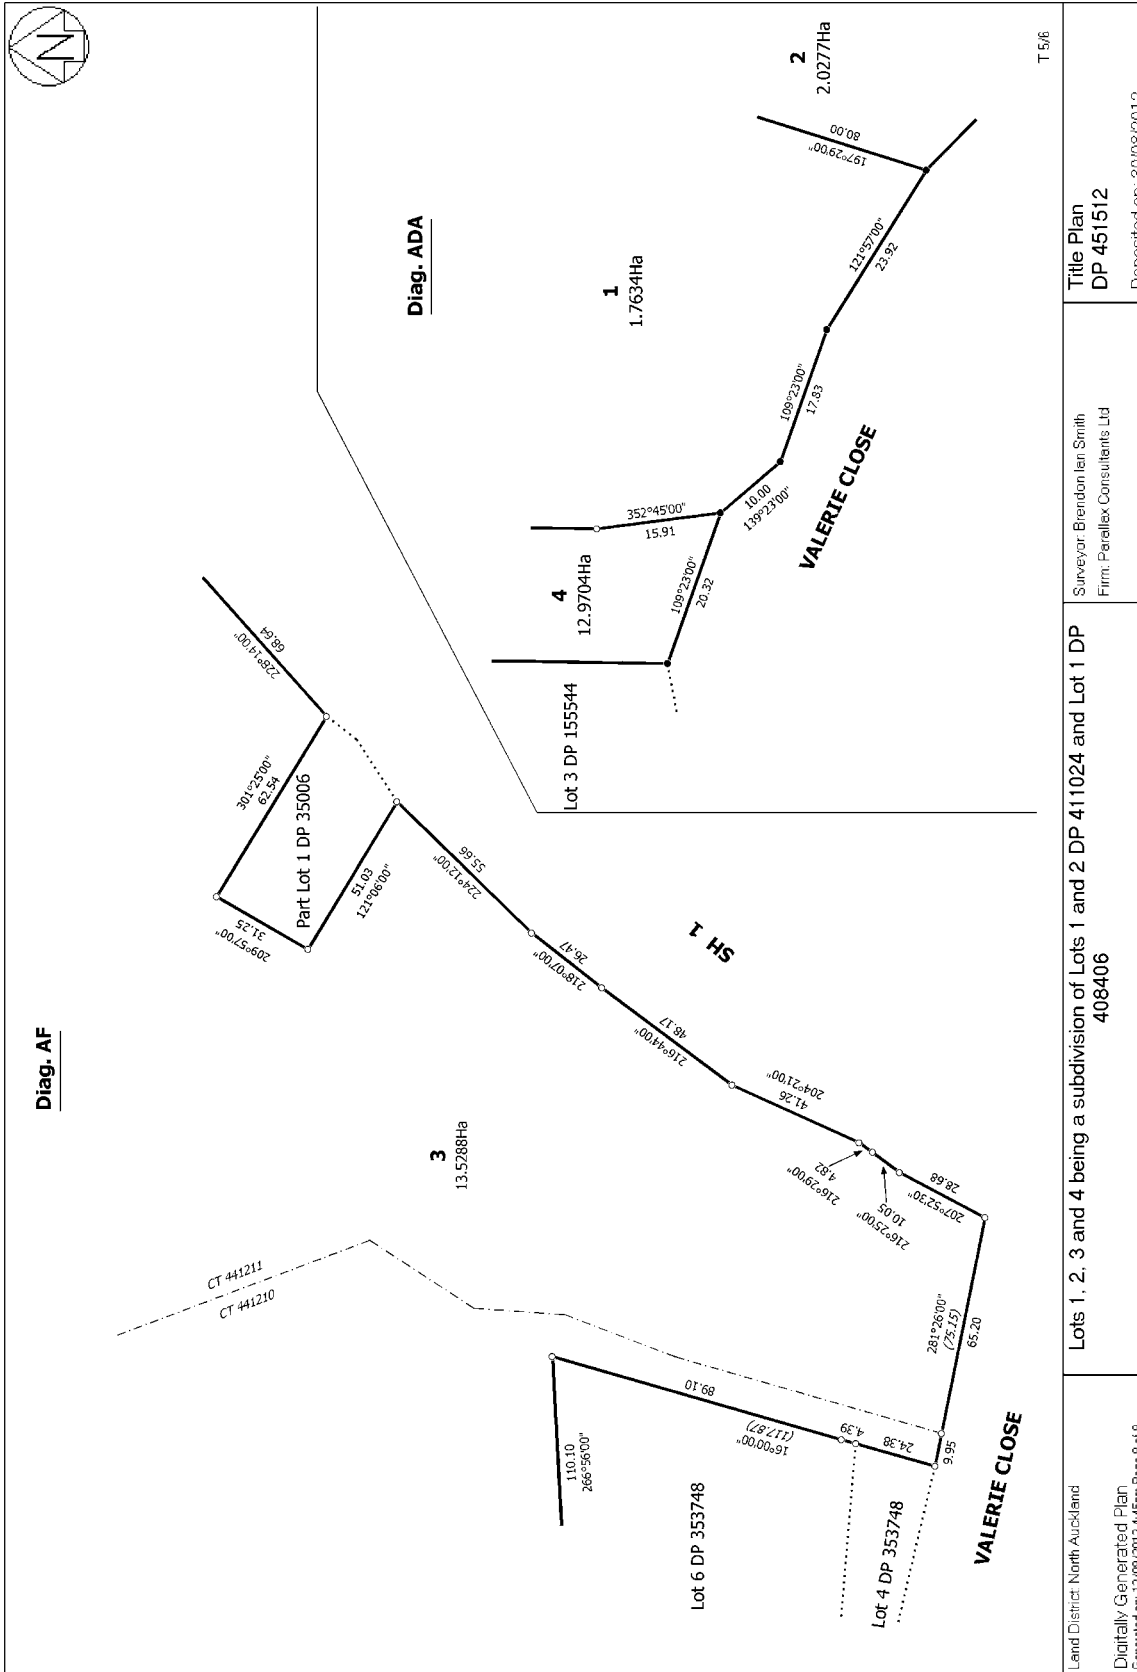 N
Diag. AF
3
13.5288Ha
CT 441211
CT 441210
Part Lot 1 DP 35006
301°25'00"
62.54
228°14'00"
68.64
209°57'00"
31.25
51.03
121°06'00"
224°12'00"
55.66
218°07'00"
26.47
216°44'00"
48.17
204°21'00"
41.26
216°29'00"
4.82
216°25'00"
10.05
207°52'30"
28.68
281°26'00"
(75.15)
65.20
9.95
24.38
4.39
16°00'00"
(117.87)
89.10
110.10
266°56'00"
Lot 6 DP 353748
Lot 4 DP 353748
VALERIE CLOSE
SH 1
Diag. ADA
1
1.7634Ha
2
2.0277Ha
4
12.9704Ha
Lot 3 DP 155544
109°23'00"
20.32
352°45'00"
15.91
10.00
139°23'00"
109°23'00"
17.83
121°57'00"
23.92
197°29'00"
80.00
VALERIE CLOSE
T 5/6
Land District: North Auckland
Digitally Generated Plan
Lots 1, 2, 3 and 4 being a subdivision of Lots 1 and 2 DP 411024 and Lot 1 DP
408406
Surveyor: Brendon Ian Smith
Firm: Parallax Consultants Ltd
Title Plan
DP 451512